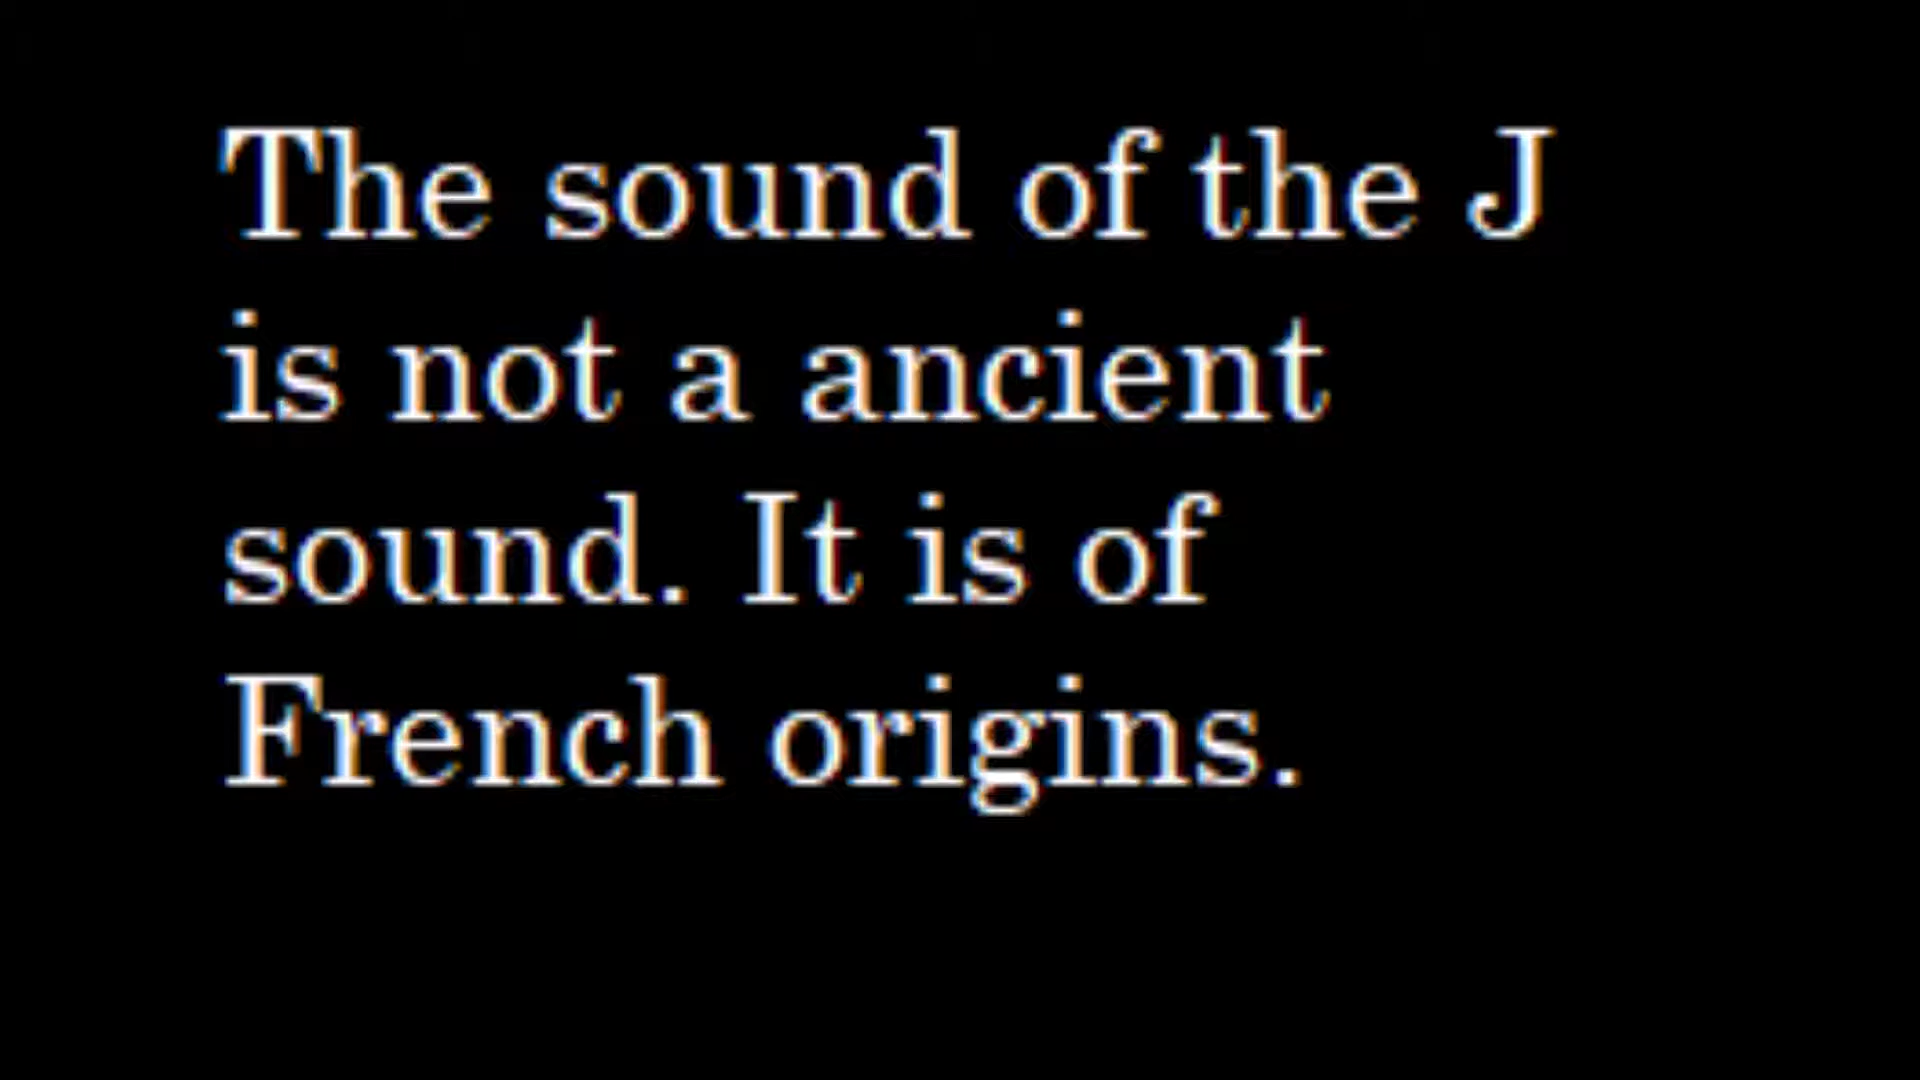 The sound of the J
is not a ancient
sound. It is of
French origins.